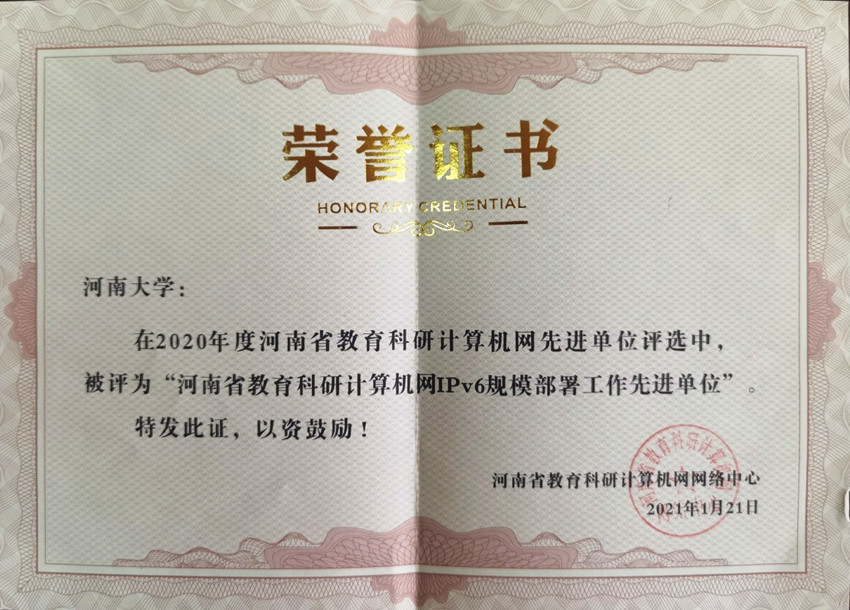 荣誉证书
HONORARY CREDENTIAL
河南大学：
在2020年度河南省教育科研计算机网先进单位评选中，
被评为“河南省教育科研计算机网IPv6规模部署工作先进单位”。
特发此证，以资鼓励！
河南省教育科研计算机网网络中心
2021年1月21日